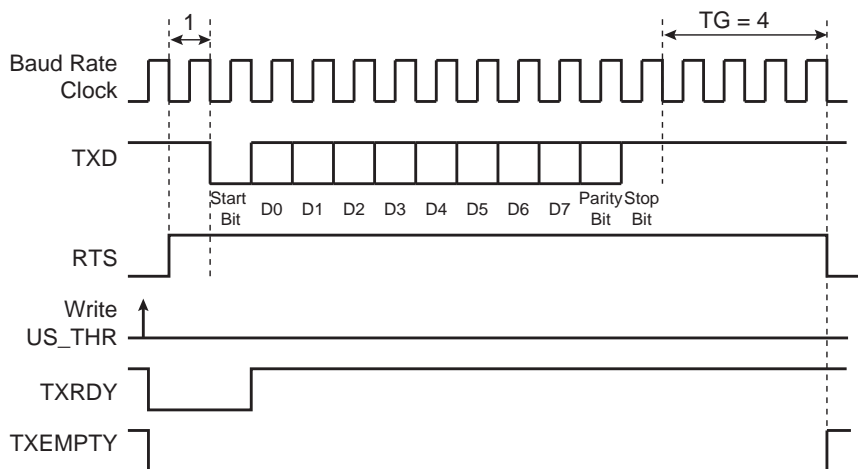 1
TG = 4
Baud Rate
Clock
TXD
Start
Bit
D0
D1
D2
D3
D4
D5
D6
D7
Parity
Bit
Stop
Bit
RTS
Write
US_THR
TXRDY
TXEMPTY